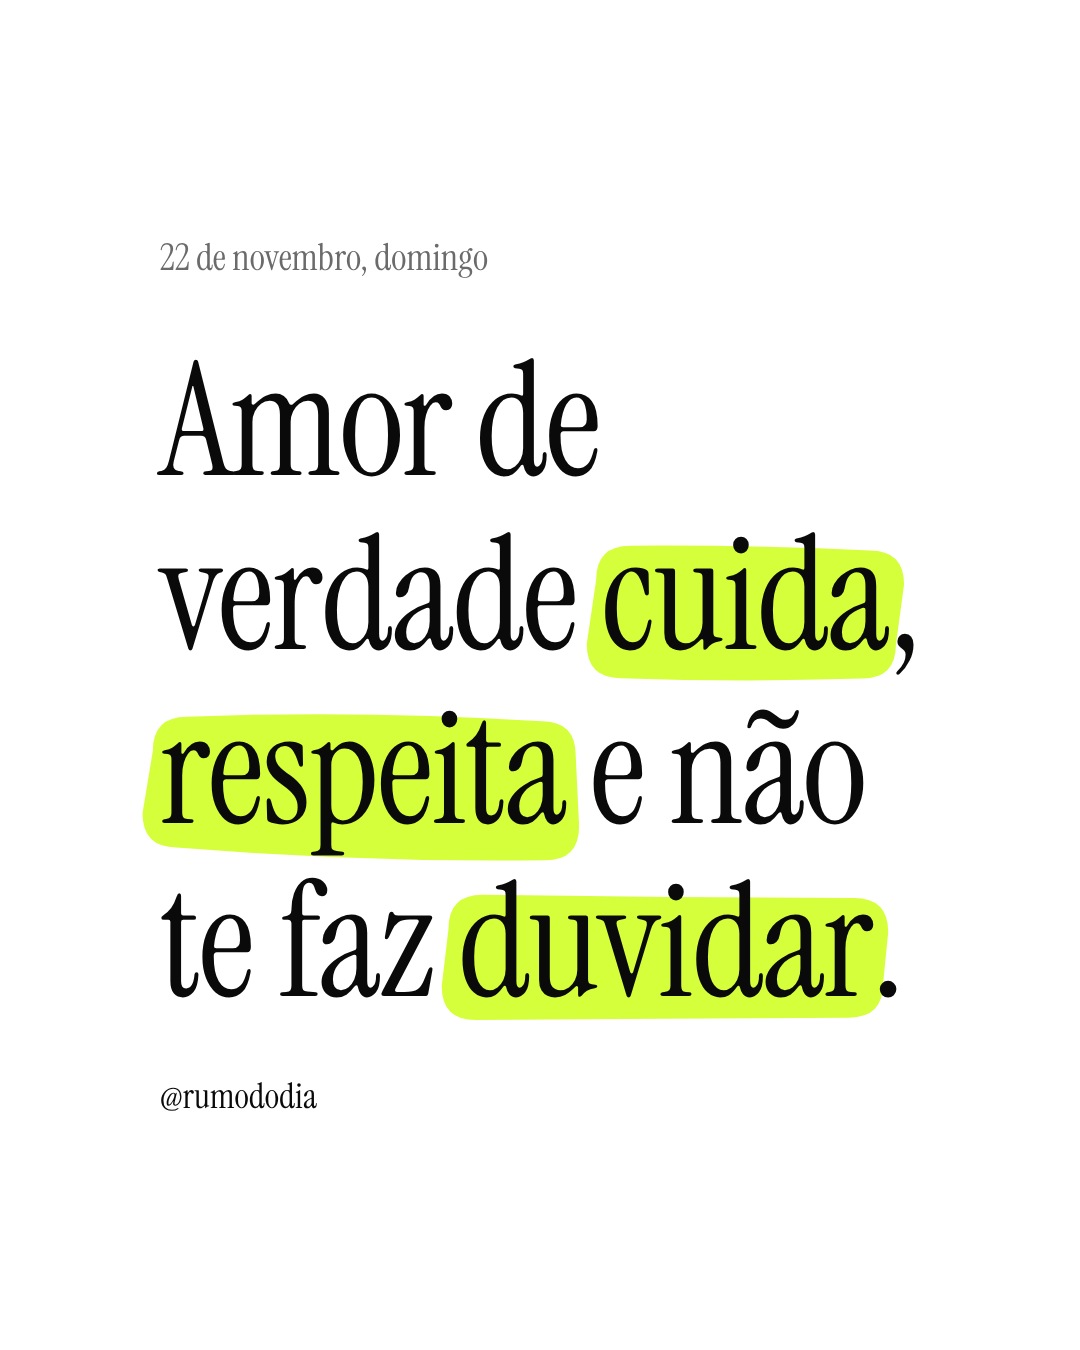 22 de novembro, domingo
Amor de
verdade cuida,
respeita e não
te faz duvidar.
@rumododia